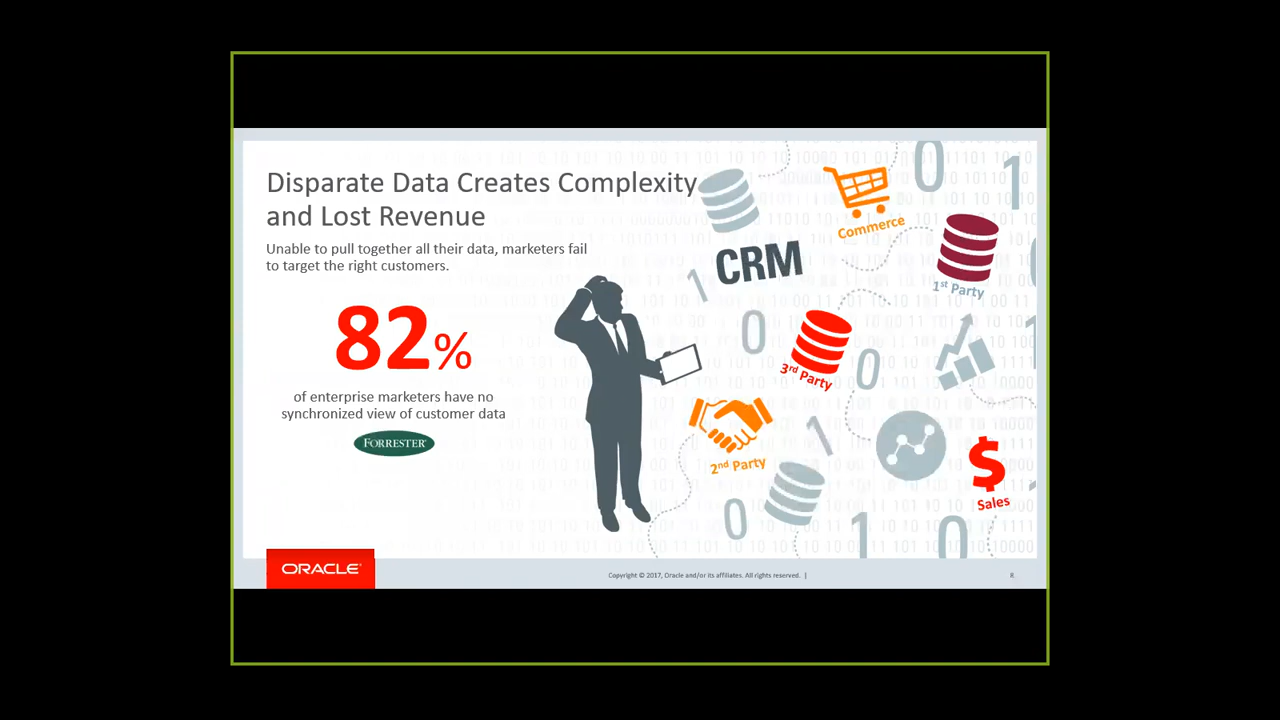 Disparate Data Creates Complexity
and Lost Revenue
Unable to pull together all their data, marketers fail
to target the right customers.
82%
of enterprise marketers have no
synchronized view of customer data
FORRESTER®
Commerce
CRM
1st Party
3rd Party
2nd Party
Sales
ORACLE®
Copyright © 2017, Oracle and/or its affiliates. All rights reserved. |
8